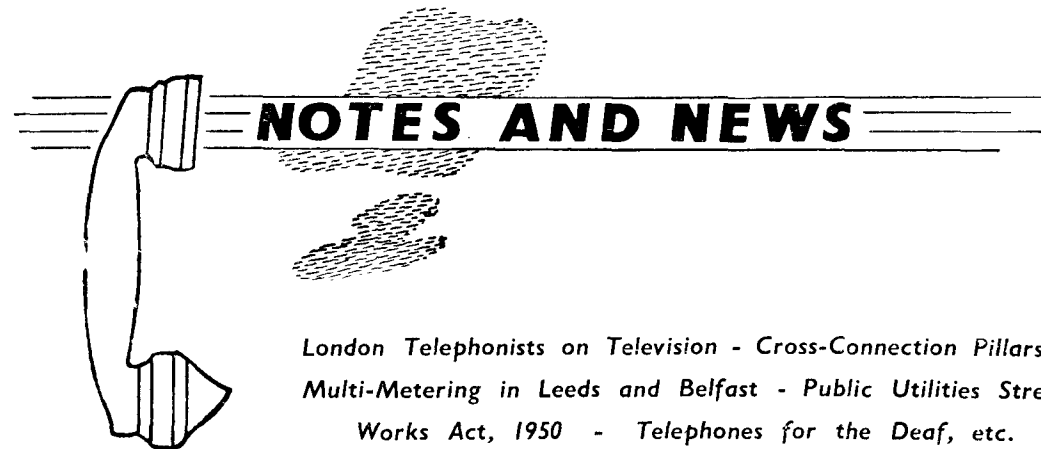 NOTES AND NEWS
London Telephonists on Television - Cross-Connection Pillars
Multi-Metering in Leeds and Belfast - Public Utilities Stre
Works Act, 1950 - Telephones for the Deaf, etc.